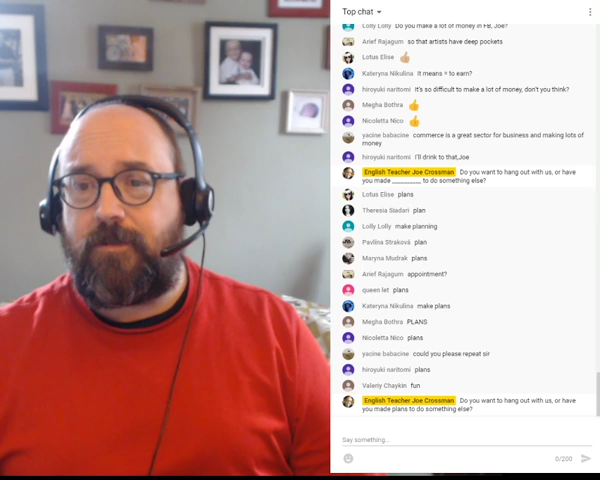 Top chat
Lolly Lolly Do you make a lot of money in FB, Joe?
Arief Rajagum so that artists have deep pockets
Lotus Elise
Kateryna Nikulina It means = to earn?
hiroyuki naritomi It's so difficult to make a lot of money, don't you think?
Megha Bothra
Nicoletta Nico
yacine babacine commerce is a great sector for business and making lots of
money
hiroyuki naritomi I'll drink to that,Joe
English Teacher Joe Crossman Do you want to hang out with us, or have
you made _________ to do something else?
Lotus Elise plans
Theresia Siadari plan
Lolly Lolly make planning
Pavlína Straková plan
Maryna Mudrak plans
Arief Rajagum appointment?
queen let plans
Kateryna Nikulina make plans
Megha Bothra PLANS
Nicoletta Nico plans
yacine babacine could you please repeat sir
hiroyuki naritomi plans
Valeriy Chaykin fun
English Teacher Joe Crossman Do you want to hang out with us, or have
you made plans to do something else?
Say something...
0/200